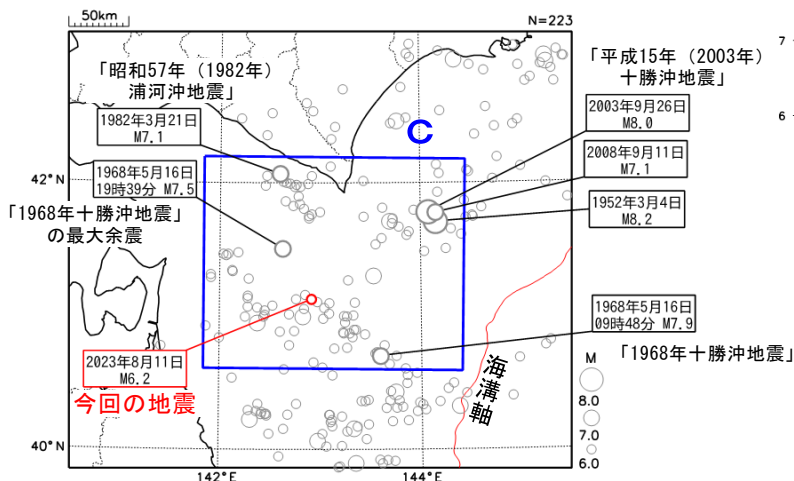 50km
N=223
7
6
「昭和57年（1982年）
浦河沖地震」
1982年3月21日
M7.1
1968年5月16日
19時39分 M7.5
「1968年十勝沖地震」
の最大余震
「平成15年（2003年）
十勝沖地震」
2003年9月26日
M8.0
2008年9月11日
M7.1
1952年3月4日
M8.2
C
42°N
1968年5月16日
09時48分 M7.9
「1968年十勝沖地震」
2023年8月11日
M6.2
今回の地震
海溝軸
M
8.0
7.0
6.0
40°N
142°E
144°E